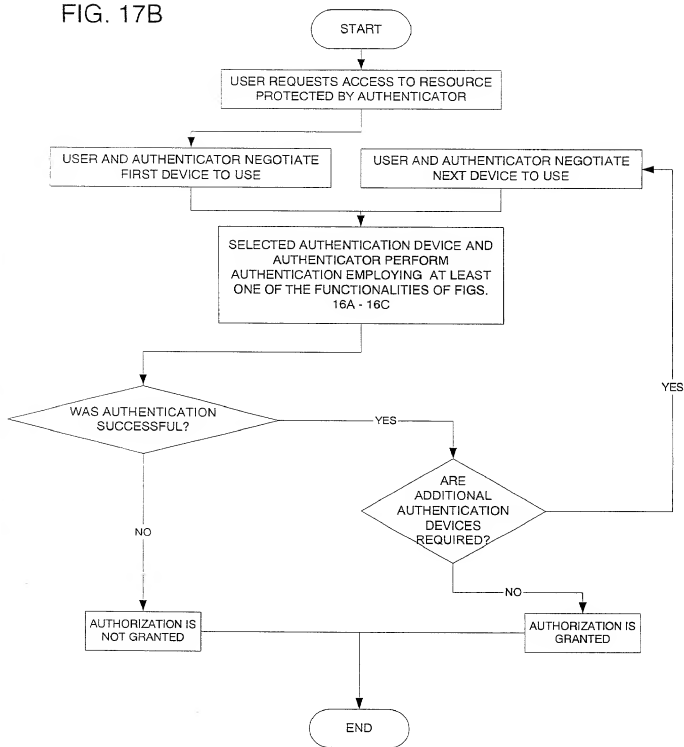 FIG. 17B
START
USER REQUESTS ACCESS TO RESOURCE
PROTECTED BY AUTHENTICATOR
USER AND AUTHENTICATOR NEGOTIATE
FIRST DEVICE TO USE
USER AND AUTHENTICATOR NEGOTIATE
NEXT DEVICE TO USE
SELECTED AUTHENTICATION DEVICE AND
AUTHENTICATOR PERFORM
AUTHENTICATION EMPLOYING AT LEAST
ONE OF THE FUNCTIONALITIES OF FIGS.
16A - 16C
WAS AUTHENTICATION
SUCCESSFUL?
YES
YES
ARE
ADDITIONAL
AUTHENTICATION
DEVICES
REQUIRED?
NO
NO
AUTHORIZATION IS
NOT GRANTED
AUTHORIZATION IS
GRANTED
END